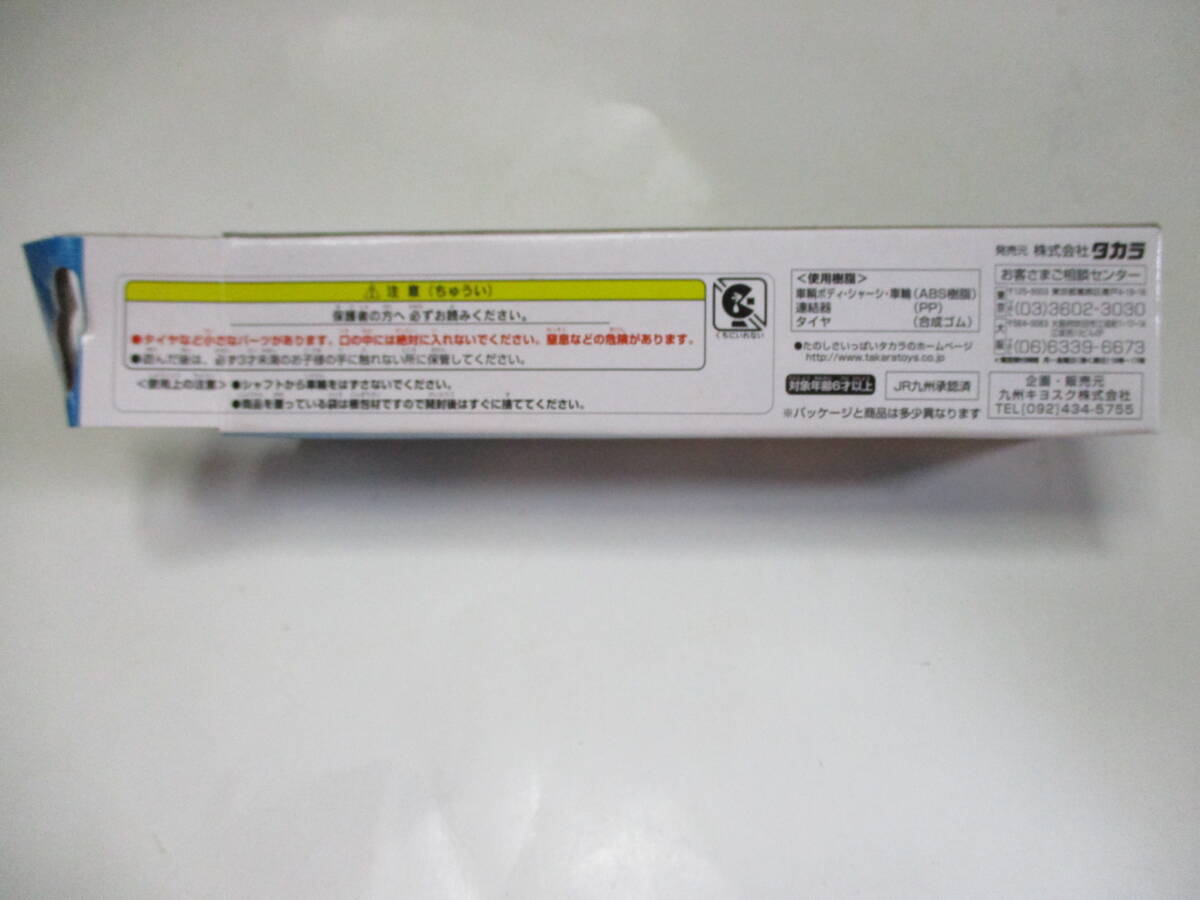 注意(ちゅうい)
保護者の方へ 必ずお読みください。
●タイヤなど小さなパーツがあります。口の中には絶対に入れないでください。窒息などの危険があります。
●遊んだ後は、必ず3才未満のお子様の手に触れない所に保管してください。
<使用上の注意>●シャフトから車輪をはずさないでください。
●商品を覆っている袋は梱包材ですので開封後はすぐに捨ててください。
くちにいれない
<使用樹脂>
車輌ボディ・シャーシ・車輪(ABS樹脂)
連結器 (PP)
タイヤ (合成ゴム)
●たのしさいっぱいタカラのホームページ
http://www.takaratoys.co.jp
対象年齢6才以上
JR九州承認済
※パッケージと商品は多少異なります
発売元 株式会社タカラ
お客さまご相談センター
東京
(03)3602-3030
大阪
(06)6339-6673
企画・販売元
九州キヨスク株式会社
TEL[092]434-5755